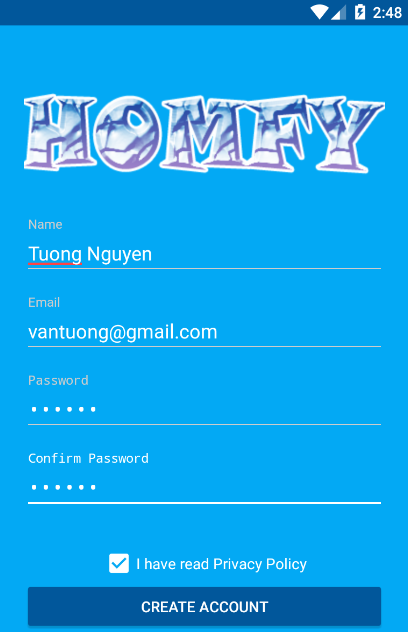 2:48
HOMFY
Name
Tuong Nguyen
Email
vantuong@gmail.com
Password
••••••
Confirm Password
••••••
I have read Privacy Policy
CREATE ACCOUNT